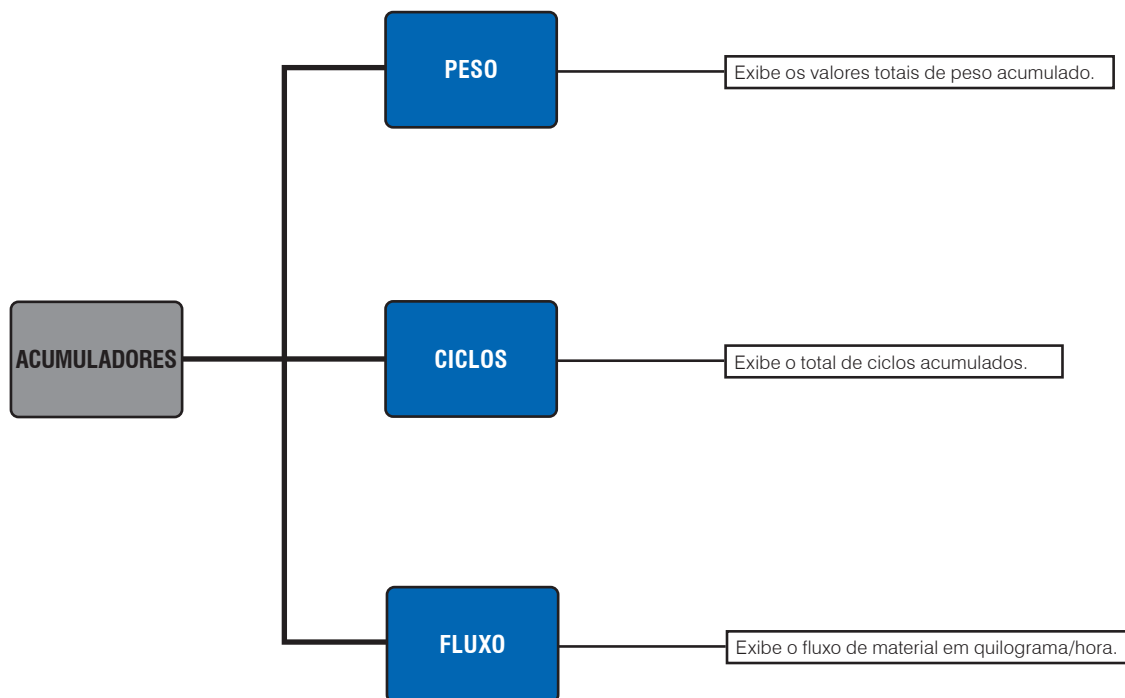 PESO
Exibe os valores totais de peso acumulado.
ACUMULADORES
CICLOS
Exibe o total de ciclos acumulados.
FLUXO
Exibe o fluxo de material em quilograma/hora.